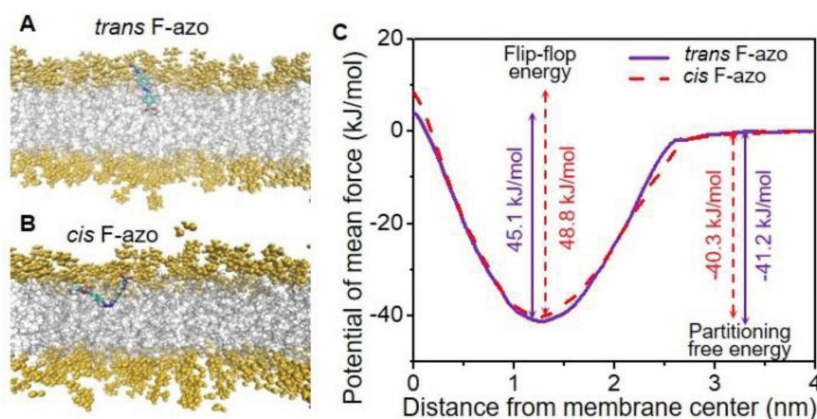 A
trans F-azo
B
cis F-azo
C
Potential of mean force (kJ/mol)
20
0
-20
-40
Flip-flop
energy
trans F-azo
cis F-azo
45.1 kJ/mol
48.8 kJ/mol
-40.3 kJ/mol
-41.2 kJ/mol
Partitioning
free energy
0 1 2 3 4
Distance from membrane center (nm)